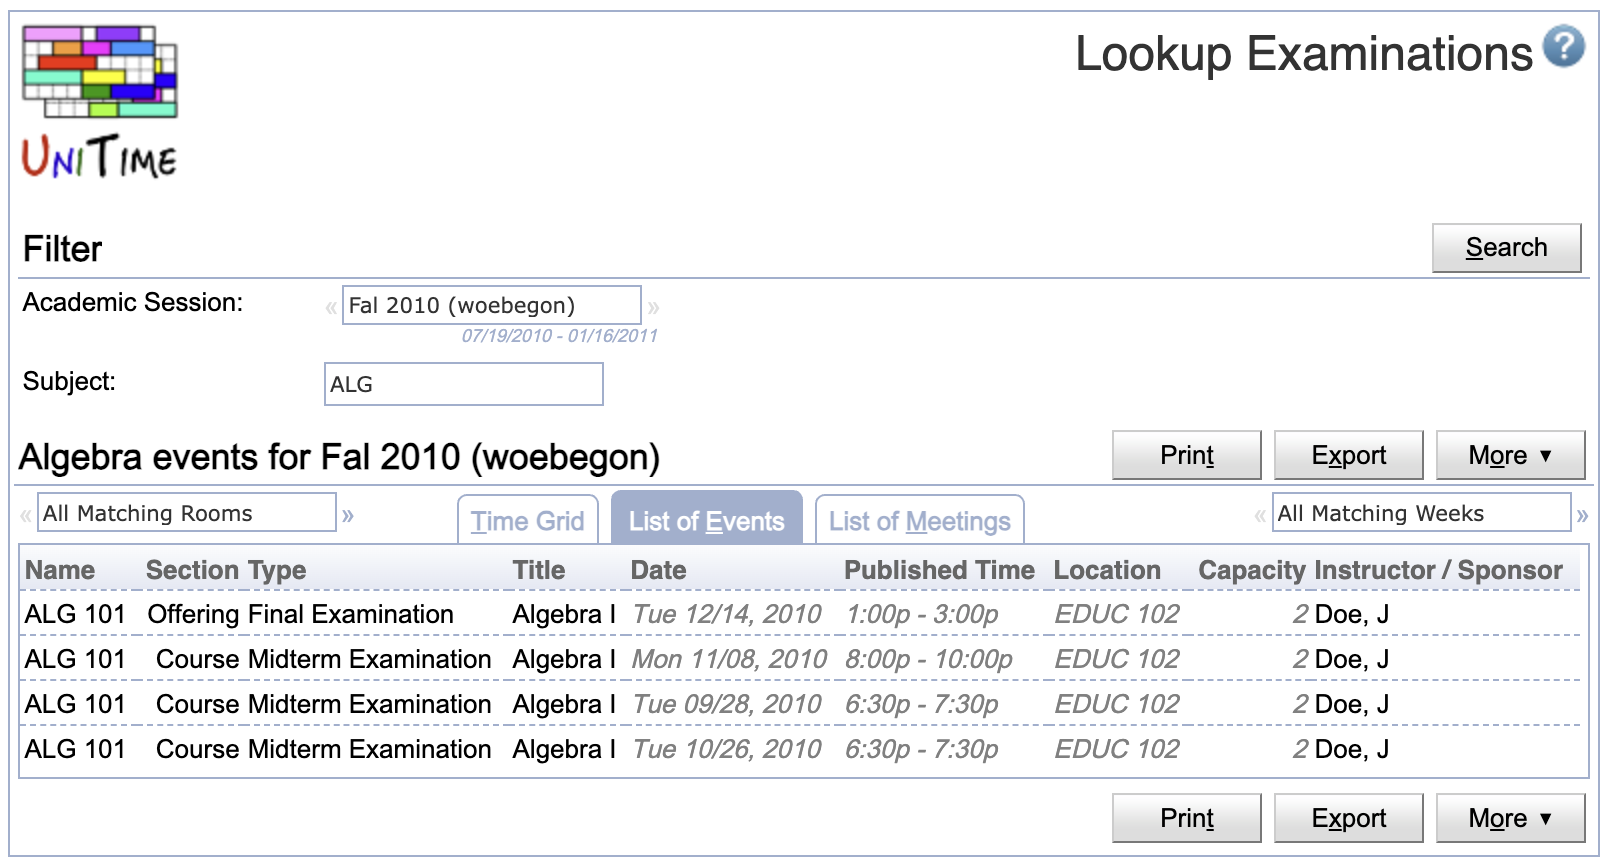 Lookup Examinations ?
UNITIME
Filter
Search
Academic Session:
« Fal 2010 (woebegon) »
07/19/2010 - 01/16/2011
Subject:
ALG
Algebra events for Fal 2010 (woebegon)
Print Export More ▼
« All Matching Rooms » Time Grid List of Events List of Meetings « All Matching Weeks »
Name Section Type Title Date Published Time Location Capacity Instructor / Sponsor
ALG 101 Offering Final Examination Algebra I Tue 12/14, 2010 1:00p - 3:00p EDUC 102 2 Doe, J
ALG 101 Course Midterm Examination Algebra I Mon 11/08, 2010 8:00p - 10:00p EDUC 102 2 Doe, J
ALG 101 Course Midterm Examination Algebra I Tue 09/28, 2010 6:30p - 7:30p EDUC 102 2 Doe, J
ALG 101 Course Midterm Examination Algebra I Tue 10/26, 2010 6:30p - 7:30p EDUC 102 2 Doe, J
Print Export More ▼